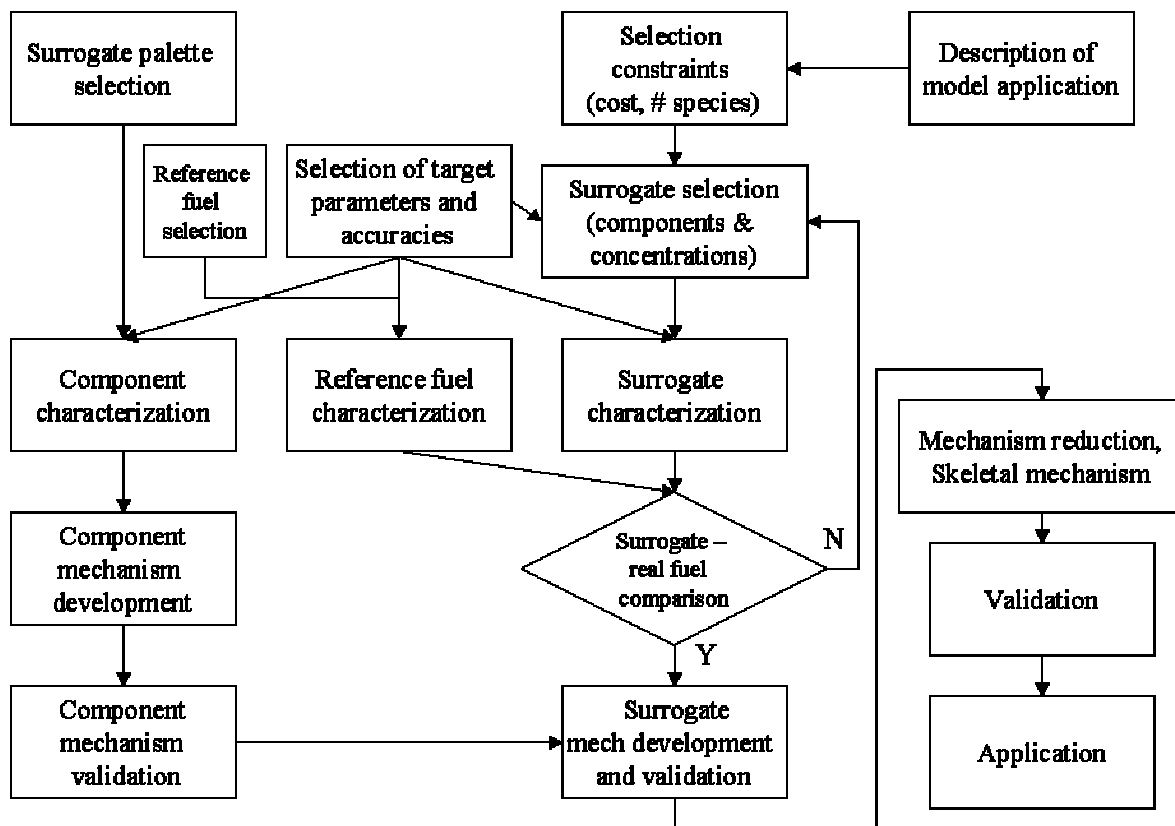 Surrogate palette
selection
Selection
constraints
(cost, # species)
Description of
model application
Reference
fuel
selection
Selection of target
parameters and
accuracies
Surrogate selection
(components &
concentrations)
Component
characterization
Reference fuel
characterization
Surrogate
characterization
Mechanism reduction,
Skeletal mechanism
Component
mechanism
development
Surrogate –
real fuel
comparison
N
Y
Validation
Component
mechanism
validation
Surrogate
mech development
and validation
Application